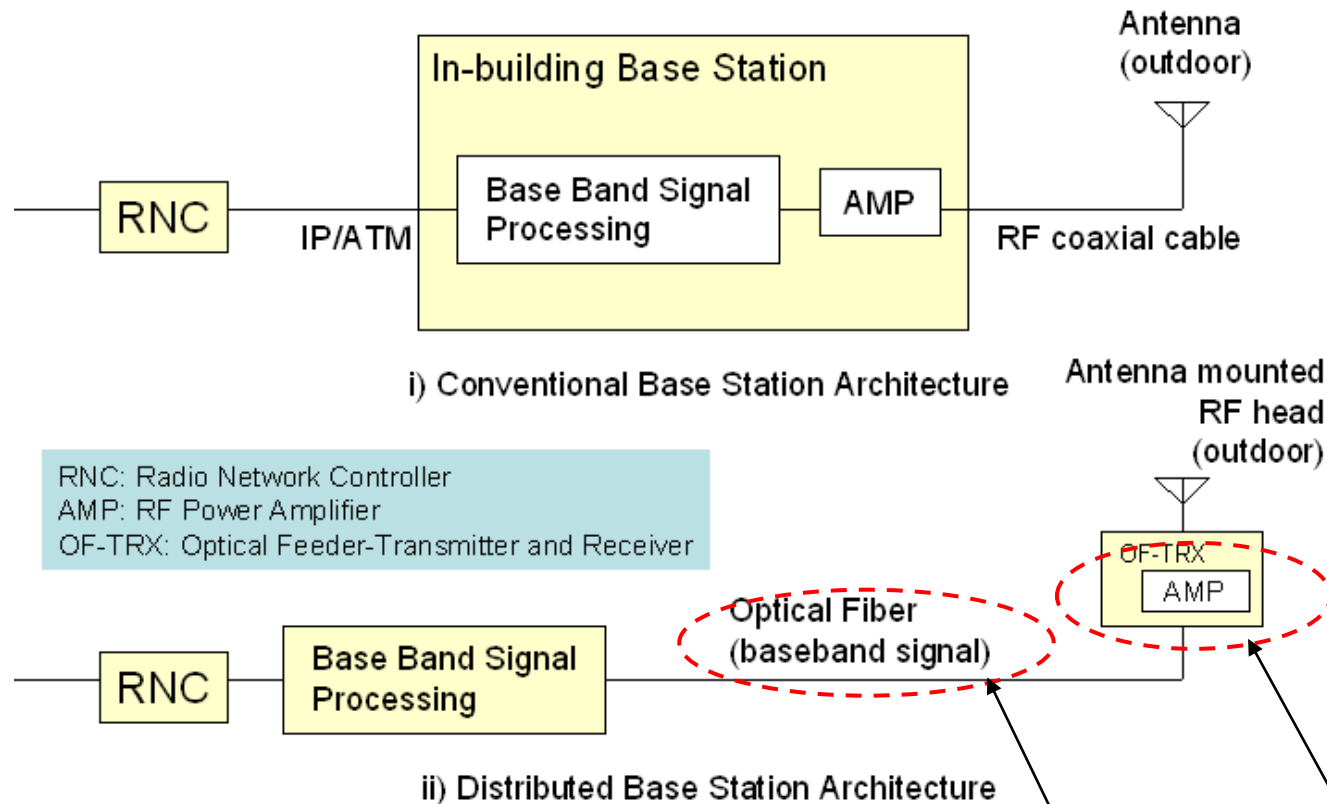 Antenna
(outdoor)
In-building Base Station
Base Band Signal
Processing
AMP
RNC
IP/ATM
RF coaxial cable
i) Conventional Base Station Architecture
Antenna mounted
RF head
(outdoor)
RNC: Radio Network Controller
AMP: RF Power Amplifier
OF-TRX: Optical Feeder-Transmitter and Receiver
OF-TRX
AMP
Optical Fiber
(baseband signal)
RNC
Base Band Signal
Processing
ii) Distributed Base Station Architecture